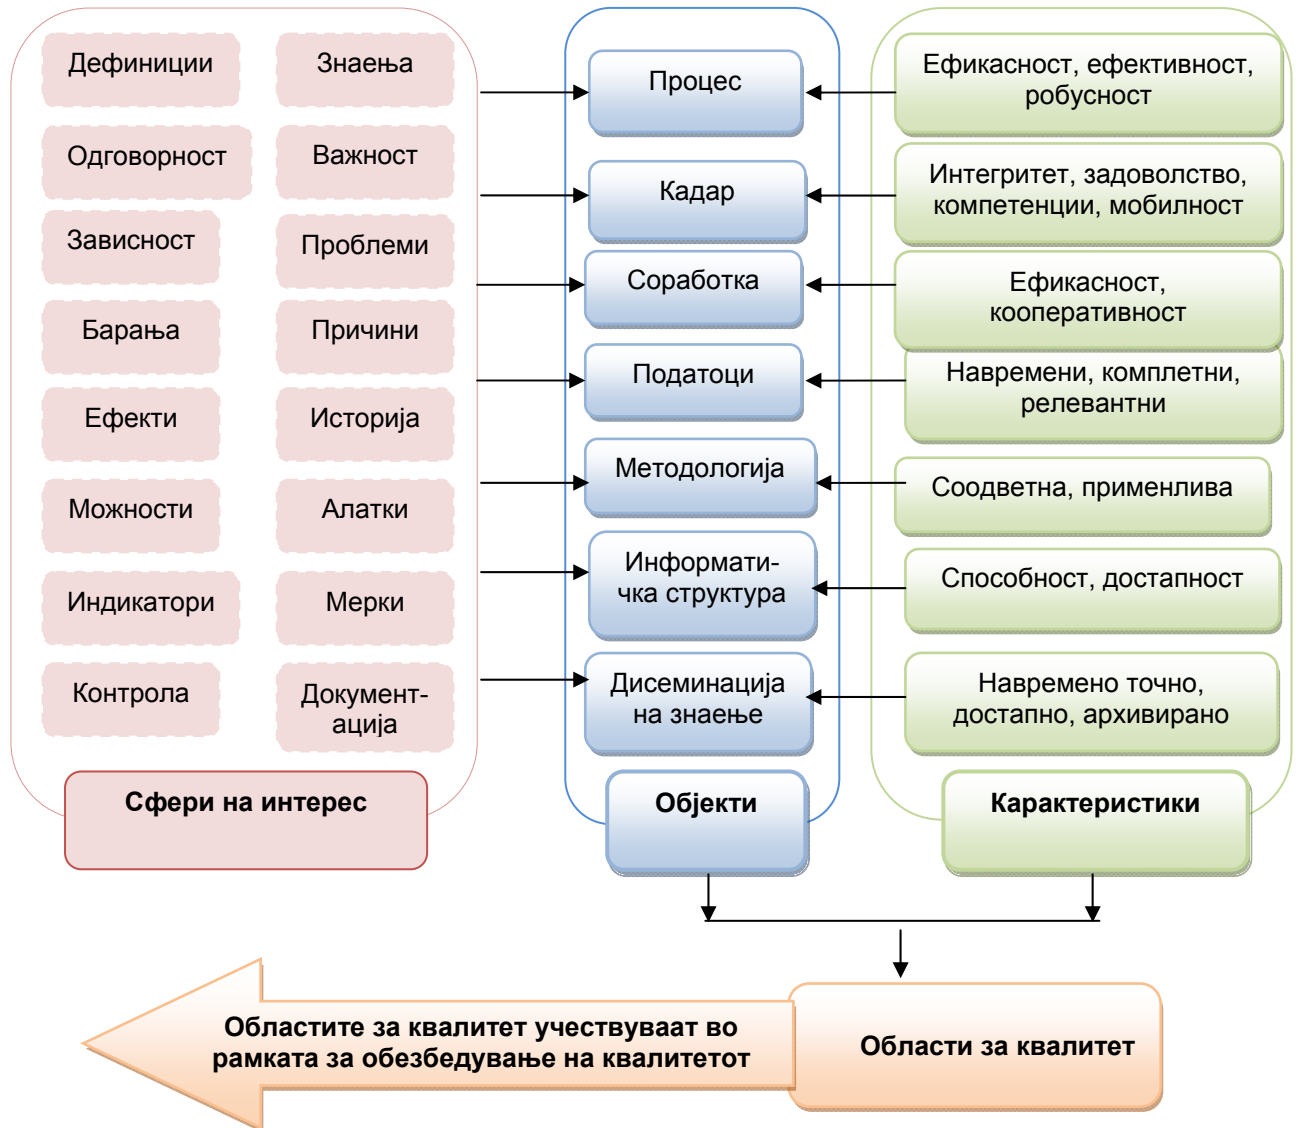 Дефиниции
Знаења
Одговорност
Важност
Зависност
Проблеми
Барања
Причини
Ефекти
Историја
Можности
Алатки
Индикатори
Мерки
Контрола
Документ-
ација
Сфери на интерес
Процес
Кадар
Соработка
Податоци
Методологија
Информати-
чка структура
Дисеминација
на знаење
Објекти
Ефикасност, ефективност,
робусност
Интегритет, задоволство,
компетенции, мобилност
Ефикасност,
кооперативност
Навремени, комплетни,
релевантни
Соодветна, применлива
Способност, достапност
Навремено точно,
достапно, архивирано
Карактеристики
Областите за квалитет учествуваат во
рамката за обезбедување на квалитетот
Области за квалитет